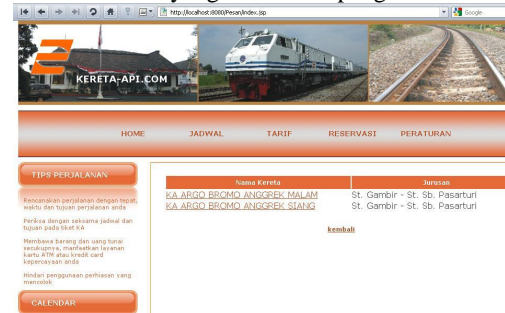 http://localhost:8080/Pesan/index.jsp
Google
KERETA-API.COM
HOME JADWAL TARIF RESERVASI PERATURAN
TIPS PERJALANAN
Rencanakan perjalanan dengan tepat,
waktu dan tujuan perjalanan anda
Periksa dengan seksama jadwal dan
tujuan pada tiket KA
Membawa barang dan uang tunai
secukupnya, manfaatkan layanan
kartu ATM atau kredit card
kepercayaan anda
Hindari penggunaan perhiasan yang
mencolok
CALENDAR
Nama Kereta Jurusan
KA ARGO BROMO ANGGREK MALAM St. Gambir - St. Sb. Pasarturi
KA ARGO BROMO ANGGREK SIANG St. Gambir - St. Sb. Pasarturi
kembali